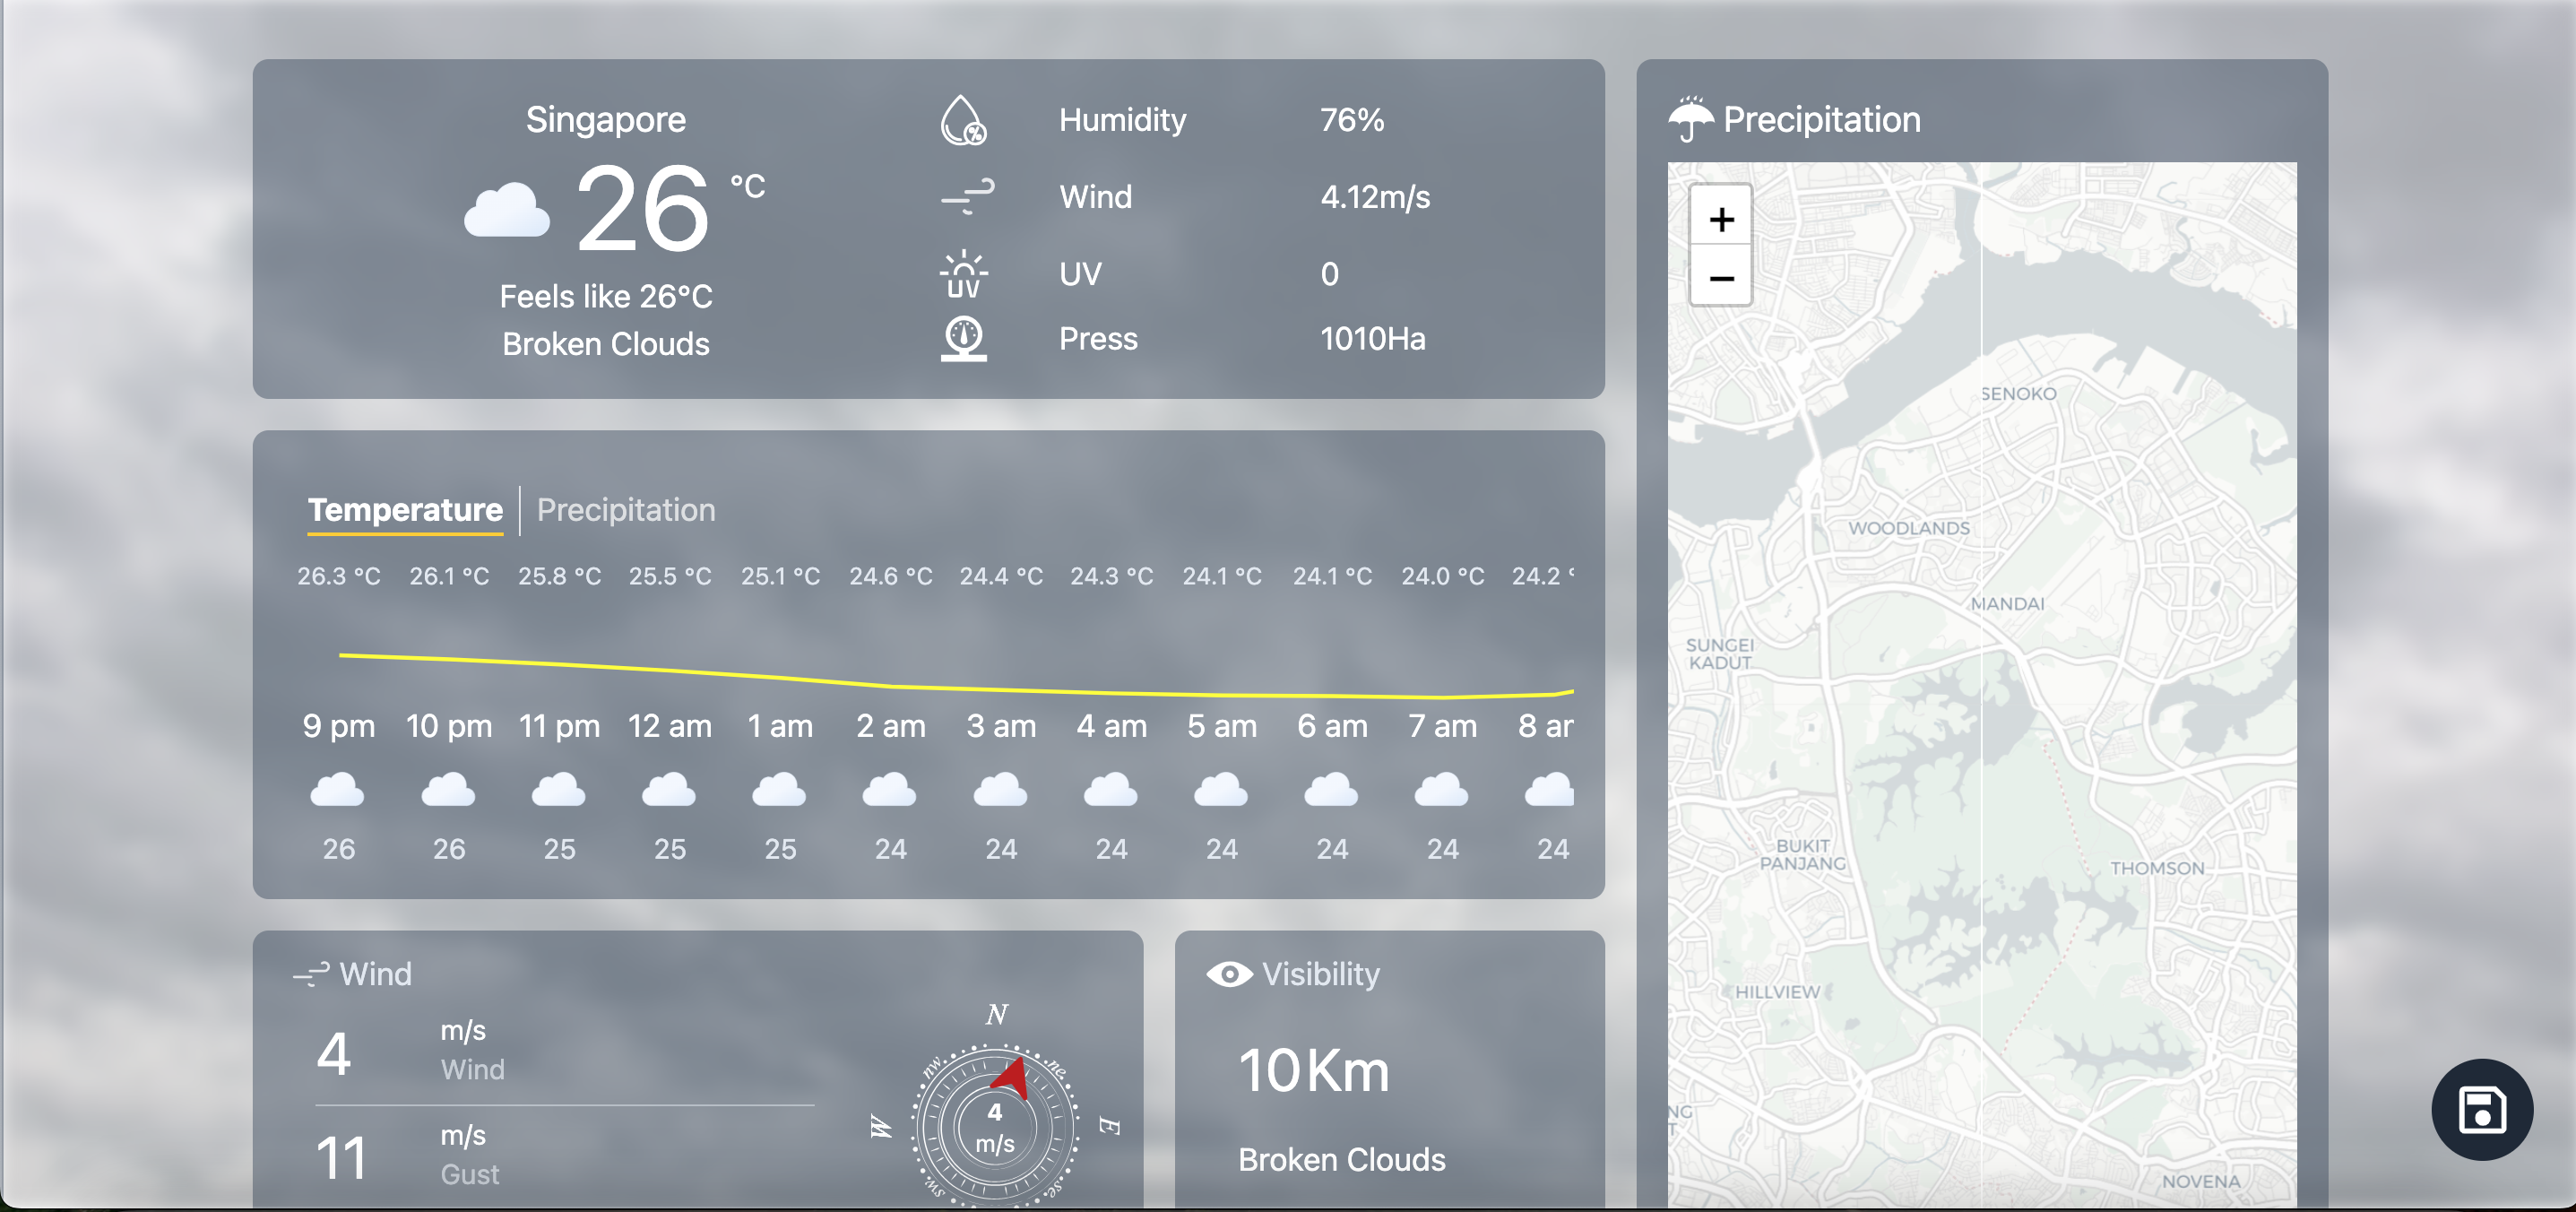 Singapore
26 °C
Feels like 26°C
Broken Clouds
Humidity 76%
Wind 4.12m/s
UV UV 0
Press 1010Ha
Temperature Precipitation
26.3 °C 26.1 °C 25.8 °C 25.5 °C 25.1 °C 24.6 °C 24.4 °C 24.3 °C 24.1 °C 24.1 °C 24.0 °C 24.2 °
9 pm 10 pm 11 pm 12 am 1 am 2 am 3 am 4 am 5 am 6 am 7 am 8 a
26 26 25 25 25 24 24 24 24 24 24 24
Wind
4 m/s
Wind
11 m/s
Gust
N
nw ne
W E
4
m/s
sw se
Visibility
10Km
Broken Clouds
Precipitation
+
−
SENOKO
WOODLANDS
MANDAI
SUNGEI
KADUT
BUKIT
PANJANG
THOMSON
HILLVIEW
NG
T
NOVENA